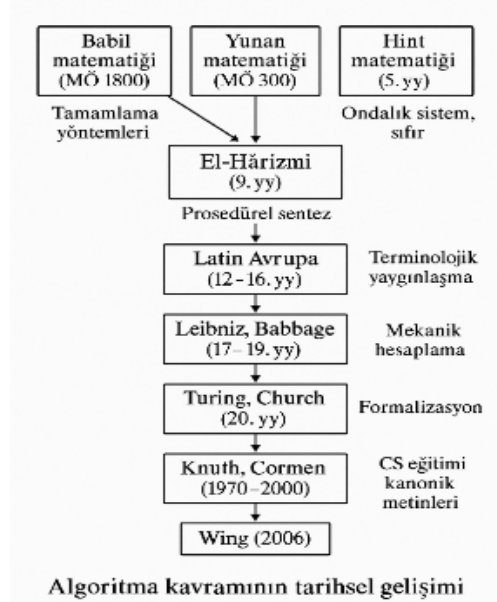 Babil
matematiği
(MÖ 1800)
Yunan
matematiği
(MÖ 300)
Hint
matematiği
(5. yy)
Tamamlama
yöntemleri
Ondalık sistem,
sıfır
El-Hârizmi
(9. yy)
Prosedürel sentez
Latin Avrupa
(12–16. yy)
Terminolojik
yaygınlaşma
Leibniz, Babbage
(17–19. yy)
Mekanik
hesaplama
Turing, Church
(20. yy)
Formalizasyon
Knuth, Cormen
(1970–2000)
CS eğitimi
kanonik
metinleri
Wing (2006)
Algoritma kavramının tarihsel gelişimi